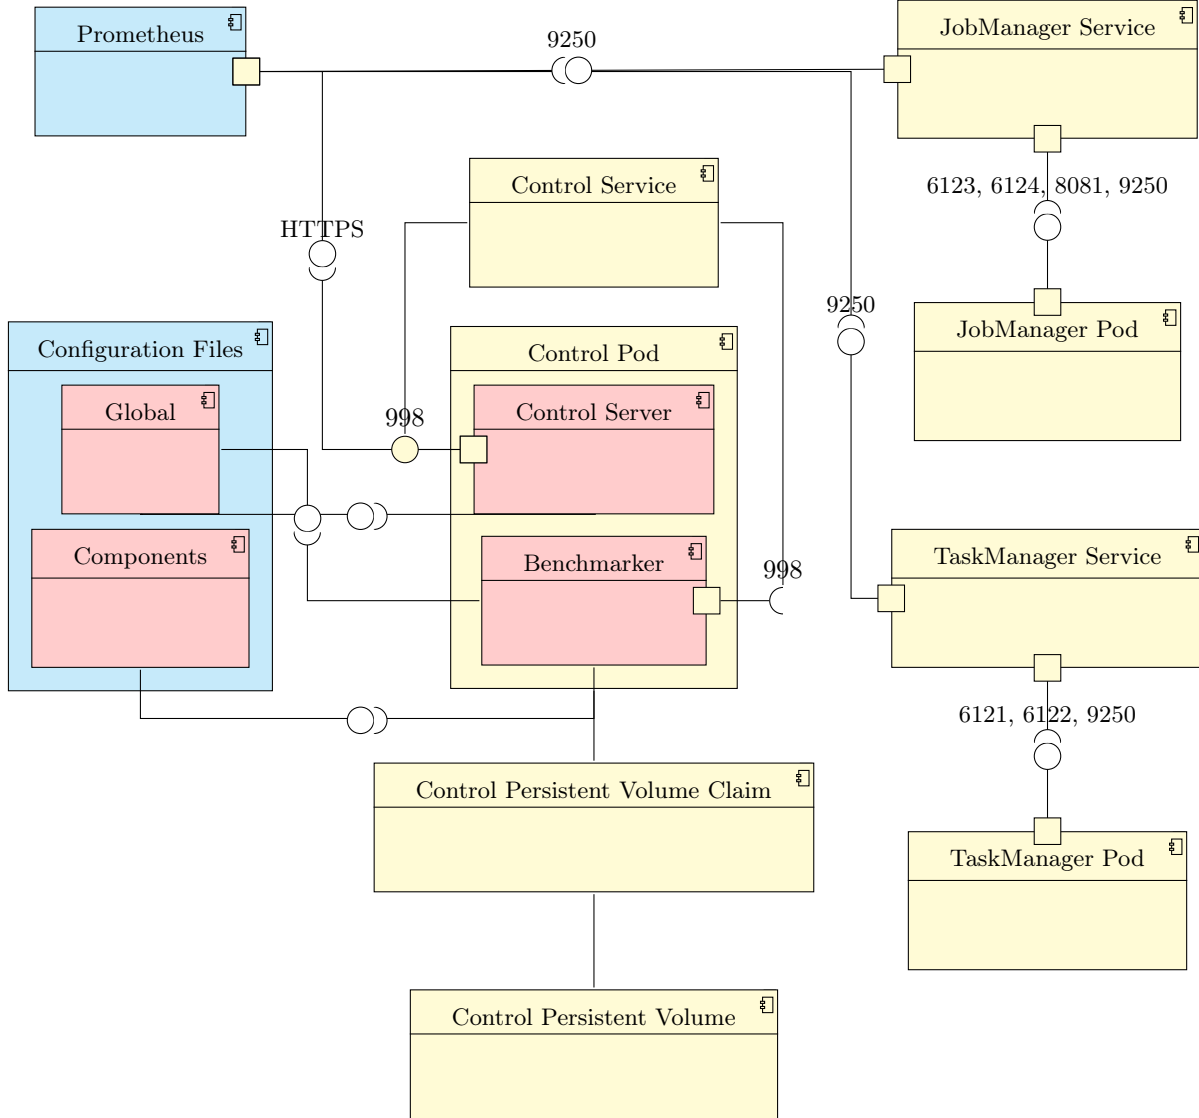 Prometheus
9250
JobManager Service
Control Service
6123, 6124, 8081, 9250
HTTPS
9250
JobManager Pod
Configuration Files
Control Pod
Global
998
Control Server
Components
Benchmarker
998
TaskManager Service
6121, 6122, 9250
Control Persistent Volume Claim
TaskManager Pod
Control Persistent Volume